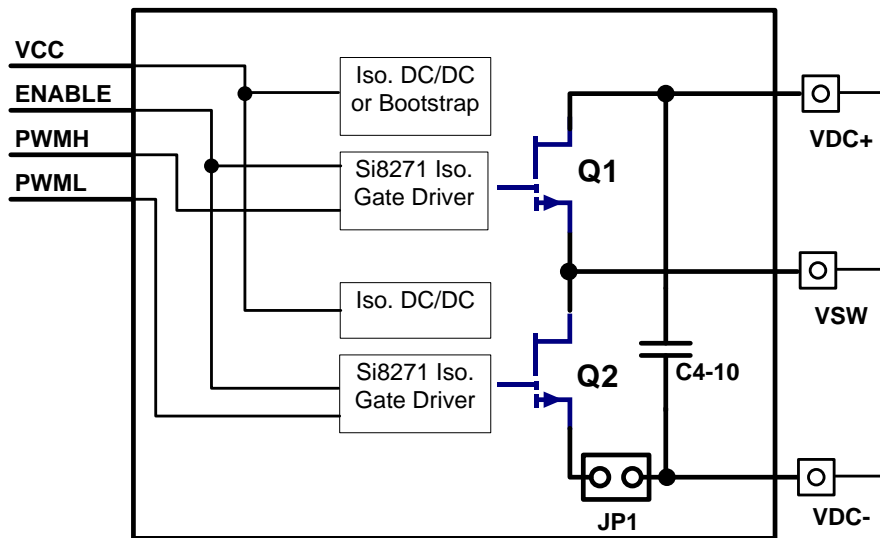 VCC
ENABLE
PWMH
PWML
Iso. DC/DC
or Bootstrap
Si8271 Iso.
Gate Driver
Q1
VDC+
Iso. DC/DC
VSW
Si8271 Iso.
Gate Driver
Q2
C4-10
JP1
VDC-